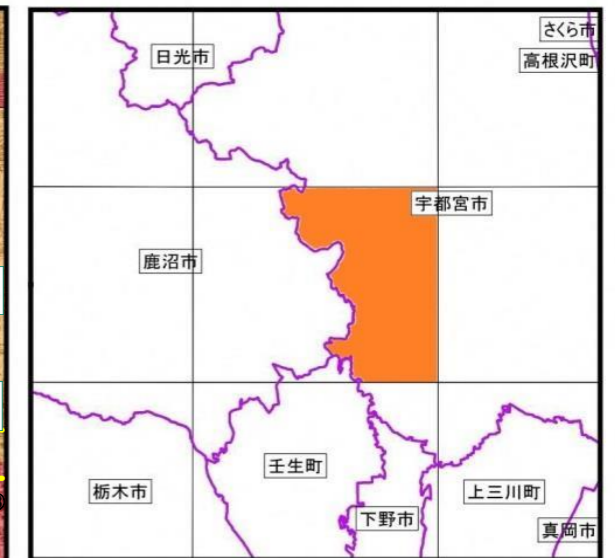 さくら市
日光市
高根沢町
宇都宮市
鹿沼市
壬生町
栃木市
上三川町
下野市
真岡市